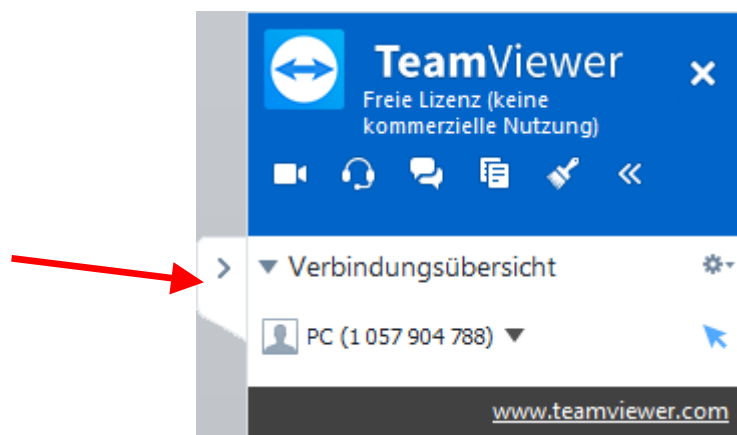 TeamViewer
Freie Lizenz (keine
kommerzielle Nutzung)
Verbindungsübersicht
PC (1 057 904 788)
www.teamviewer.com